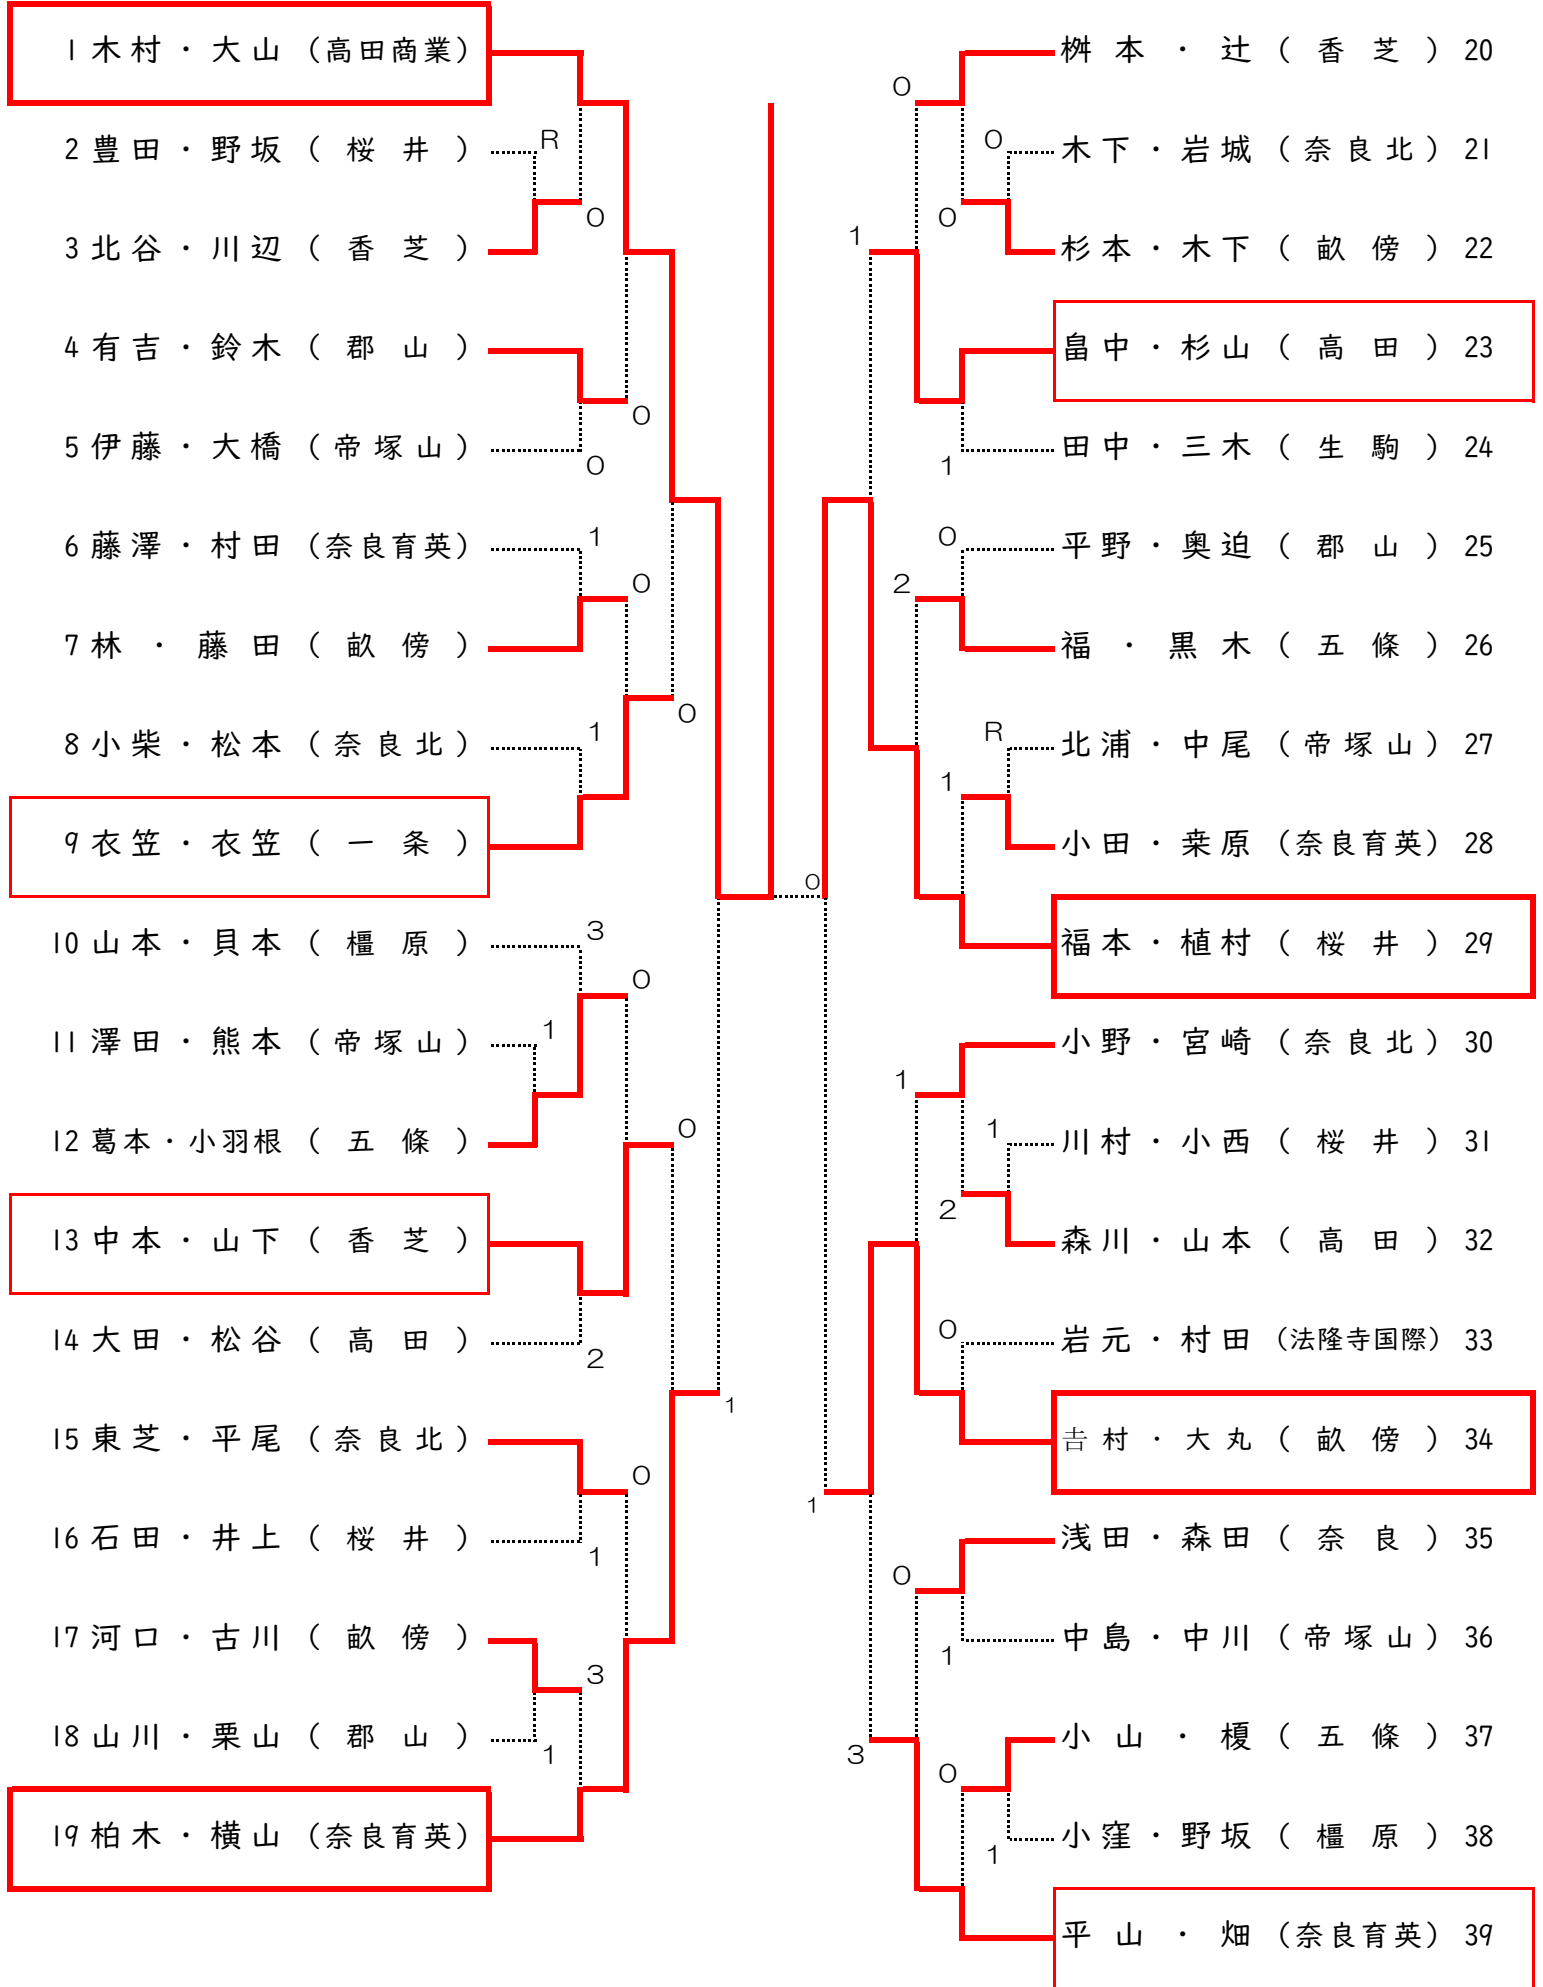 1 木村・大山（高田商業）
2 豊田・野坂（桜井）
3 北谷・川辺（香芝）
4 有吉・鈴木（郡山）
5 伊藤・大橋（帝塚山）
6 藤澤・村田（奈良育英）
7 林・藤田（畝傍）
8 小柴・松本（奈良北）
9 衣笠・衣笠（一条）
10 山本・貝本（橿原）
11 澤田・熊本（帝塚山）
12 葛本・小羽根（五條）
13 中本・山下（香芝）
14 大田・松谷（高田）
15 東芝・平尾（奈良北）
16 石田・井上（桜井）
17 河口・古川（畝傍）
18 山川・栗山（郡山）
19 柏木・横山（奈良育英）
R
0
0
0
1
0
1
0
3
0
1
0
2
1
0
1
3
1
0
0
1
0
2
R
1
1
1
1
2
0
1
0
1
3
0
1
0
0
1
桝本・辻（香芝）20
木下・岩城（奈良北）21
杉本・木下（畝傍）22
畠中・杉山（高田）23
田中・三木（生駒）24
平野・奥迫（郡山）25
福・黒木（五條）26
北浦・中尾（帝塚山）27
小田・桒原（奈良育英）28
福本・植村（桜井）29
小野・宮崎（奈良北）30
川村・小西（桜井）31
森川・山本（高田）32
岩元・村田（法隆寺国際）33
𠮷村・大丸（畝傍）34
浅田・森田（奈良）35
中島・中川（帝塚山）36
小山・榎（五條）37
小窪・野坂（橿原）38
平山・畑（奈良育英）39